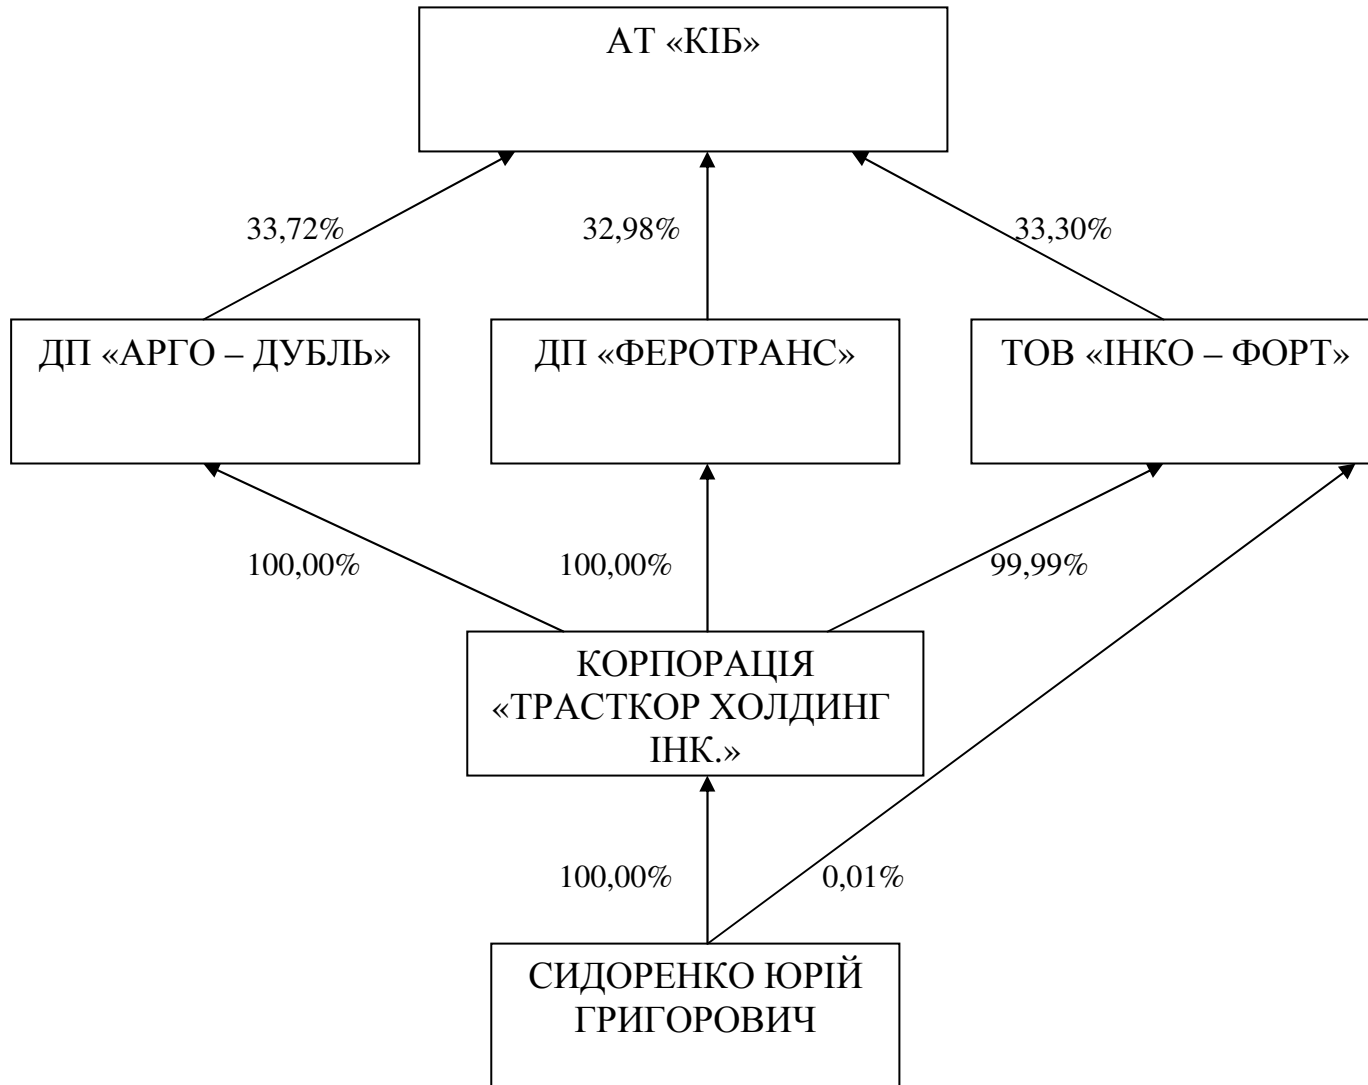 АТ «КІБ»
33,72%
32,98%
33,30%
ДП «АРГО – ДУБЛЬ»
ДП «ФЕРОТРАНС»
ТОВ «ІНКО – ФОРТ»
100,00%
100,00%
99,99%
КОРПОРАЦІЯ
«ТРАСТКОР ХОЛДИНГ
ІНК.»
100,00%
0,01%
СИДОРЕНКО ЮРІЙ
ГРИГОРОВИЧ